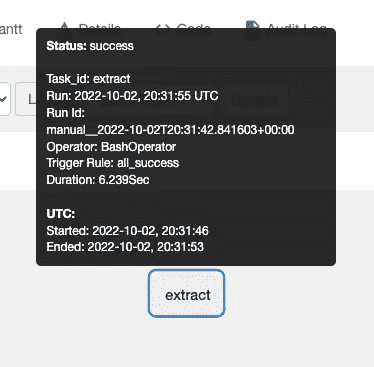 antt Details Code Audit Log
Status: success
Task_id: extract
Run: 2022-10-02, 20:31:55 UTC
Run Id:
manual__2022-10-02T20:31:42.841603+00:00
Operator: BashOperator
Trigger Rule: all_success
Duration: 6.239Sec
UTC:
Started: 2022-10-02, 20:31:46
Ended: 2022-10-02, 20:31:53
extract